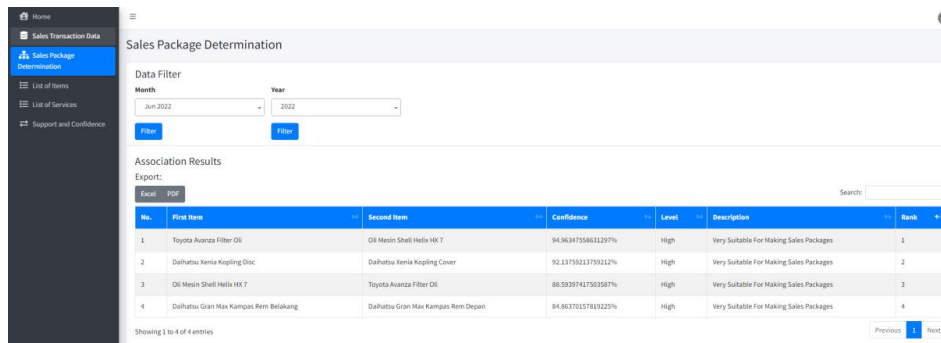 Home
Sales Transaction Data
Sales Package
Determination
List of Items
List of Services
Support and Confidence
Sales Package Determination
Data Filter
Month Year
Jun 2022 2022
Filter Filter
Association Results
Export:
Excel PDF
Search:
No. First Item Second Item Confidence Level Description Rank
1 Toyota Avanza Filter Oli Oli Mesin Shell Helix HX 7 94.96347558631297% High Very Suitable For Making Sales Packages 1
2 Daihatsu Xenia Kopling Disc Daihatsu Xenia Kopling Cover 92.13759213759212% High Very Suitable For Making Sales Packages 2
3 Oli Mesin Shell Helix HX 7 Toyota Avanza Filter Oli 88.59397417503587% High Very Suitable For Making Sales Packages 3
4 Daihatsu Gran Max Kampas Rem Belakang Daihatsu Gran Max Kampas Rem Depan 84.86370157819225% High Very Suitable For Making Sales Packages 4
Showing 1 to 4 of 4 entries
Previous 1 Next